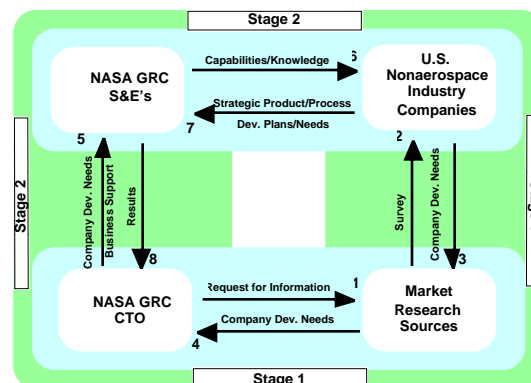 Stage 2
NASA GRC
S&E's
Capabilities/Knowledge
6
U.S.
Nonaerospace
Industry
Companies
Strategic Product/Process
Dev. Plans/Needs
7
5
2
Stage 2
Company Dev. Needs
Business Support
Results
Survey
Company Dev. Needs
8
3
NASA GRC
CTO
Request for Information
1
Market
Research
Sources
Company Dev. Needs
4
Stage 1